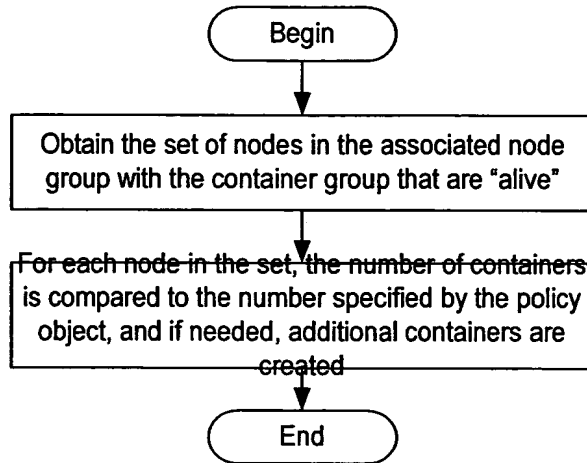 Begin
Obtain the set of nodes in the associated node
group with the container group that are "alive"
For each node in the set, the number of containers
is compared to the number specified by the policy
object, and if needed, additional containers are
created
End